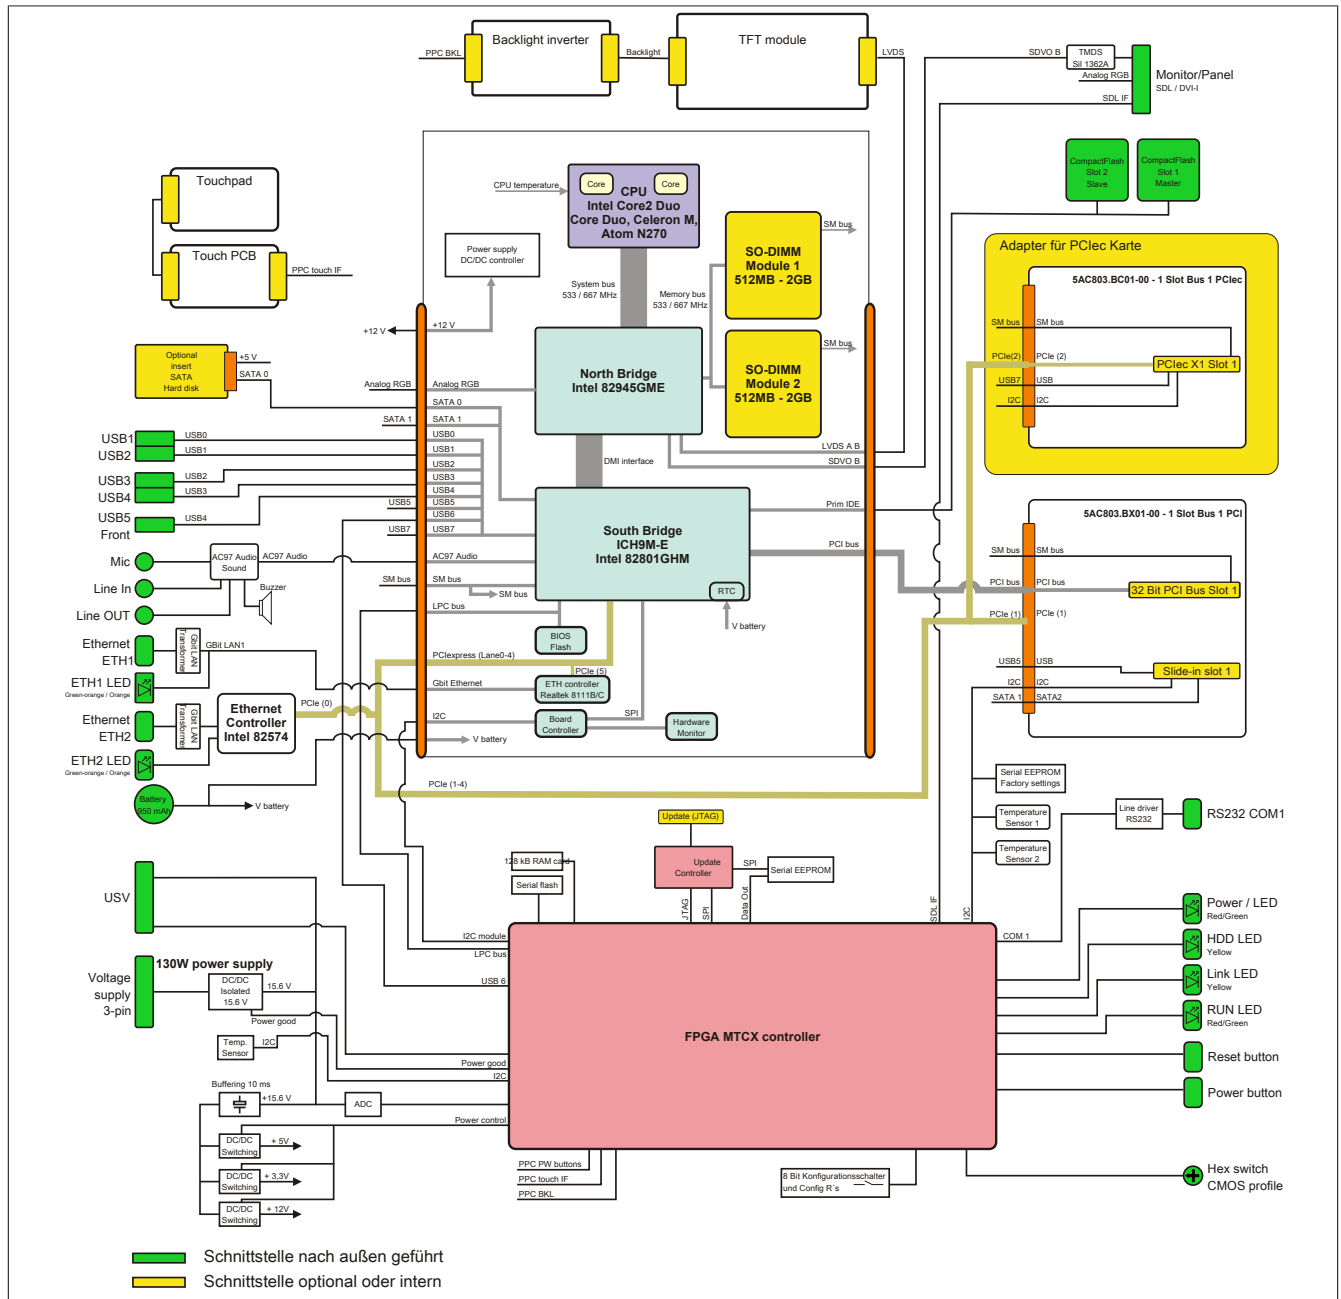 Backlight inverter
TFT module
PPC BKL
Backlight
LVDS
SDVO B
TMDS
Sil 1362A
Analog RGB
SDL IF
Monitor/Panel
SDL / DVI-I
CompactFlash
Slot 2
Slave
CompactFlash
Slot 1
Master
Touchpad
Touch PCB
PPC touch IF
CPU temperature
Core
Core
CPU
Intel Core2 Duo
Core Duo, Celeron M,
Atom N270
Power supply
DC/DC controller
System bus
533 / 667 MHz
Memory bus
533 / 667 MHz
SO-DIMM
Module 1
512MB - 2GB
SM bus
SO-DIMM
Module 2
512MB - 2GB
SM bus
North Bridge
Intel 82945GME
DMI interface
South Bridge
ICH9M-E
Intel 82801GHM
RTC
V battery
LVDS A B
SDVO B
Prim IDE
PCI bus
Adapter für PCIec Karte
5AC803.BC01-00 - 1 Slot Bus 1 PCIec
SM bus
SM bus
PCIe(2)
PCIe (2)
PCIec X1 Slot 1
USB7
USB
I2C
I2C
5AC803.BX01-00 - 1 Slot Bus 1 PCI
SM bus
SM bus
PCI bus
PCI bus
32 Bit PCI Bus Slot 1
PCIe (1)
PCIe (1)
USB5
USB
Slide-in slot 1
I2C
I2C
SATA 1
SATA2
+12 V
+12 V
Optional
insert
SATA
Hard disk
+5 V
SATA 0
Analog RGB
Analog RGB
SATA 0
SATA 1
SATA 1
USB1
USB0
USB0
USB2
USB1
USB1
USB3
USB2
USB2
USB4
USB3
USB3
USB5
Front
USB4
USB4
USB5
USB5
USB6
USB7
USB7
Mic
AC97 Audio
Sound
AC97 Audio
AC97 Audio
Line In
Buzzer
Line OUT
SM bus
SM bus
SM bus
LPC bus
BIOS
Flash
Ethernet
ETH1
Gbit LAN
Transformer
GBit LAN1
PCIexpress (Lane0-4)
PCIe (5)
Gbit Ethernet
ETH controller
Realtek 8111B/C
ETH1 LED
Green-orange / Orange
Ethernet
ETH2
Gbit LAN
Transformer
Ethernet
Controller
Intel 82574
PCIe (0)
I2C
Board
Controller
SPI
Hardware
Monitor
V battery
ETH2 LED
Green-orange / Orange
Battery
950 mAh
V battery
PCIe (1-4)
Serial EEPROM
Factory settings
Temperature
Sensor 1
Temperature
Sensor 2
Line driver
RS232
RS232 COM1
Update (JTAG)
Update
Controller
SPI
Serial EEPROM
128 kB RAM card
Serial flash
JTAG
SPI
Data Out
SDL IF
I2C
USV
I2C module
LPC bus
USB 6
COM 1
FPGA MTCX controller
Power / LED
Red/Green
HDD LED
Yellow
Link LED
Yellow
RUN LED
Red/Green
Reset button
Power button
Voltage
supply
3-pin
130W power supply
DC/DC
Isolated
15.6 V
15.6 V
Power good
Temp.
Sensor
I2C
Power good
I2C
Buffering 10 ms
+15.6 V
ADC
Power control
DC/DC
Switching
+ 5V
DC/DC
Switching
+ 3,3V
DC/DC
Switching
+ 12V
PPC PW buttons
PPC touch IF
PPC BKL
8 Bit Konfigurationsschalter
und Config R´s
Hex switch
CMOS profile
Schnittstelle nach außen geführt
Schnittstelle optional oder intern